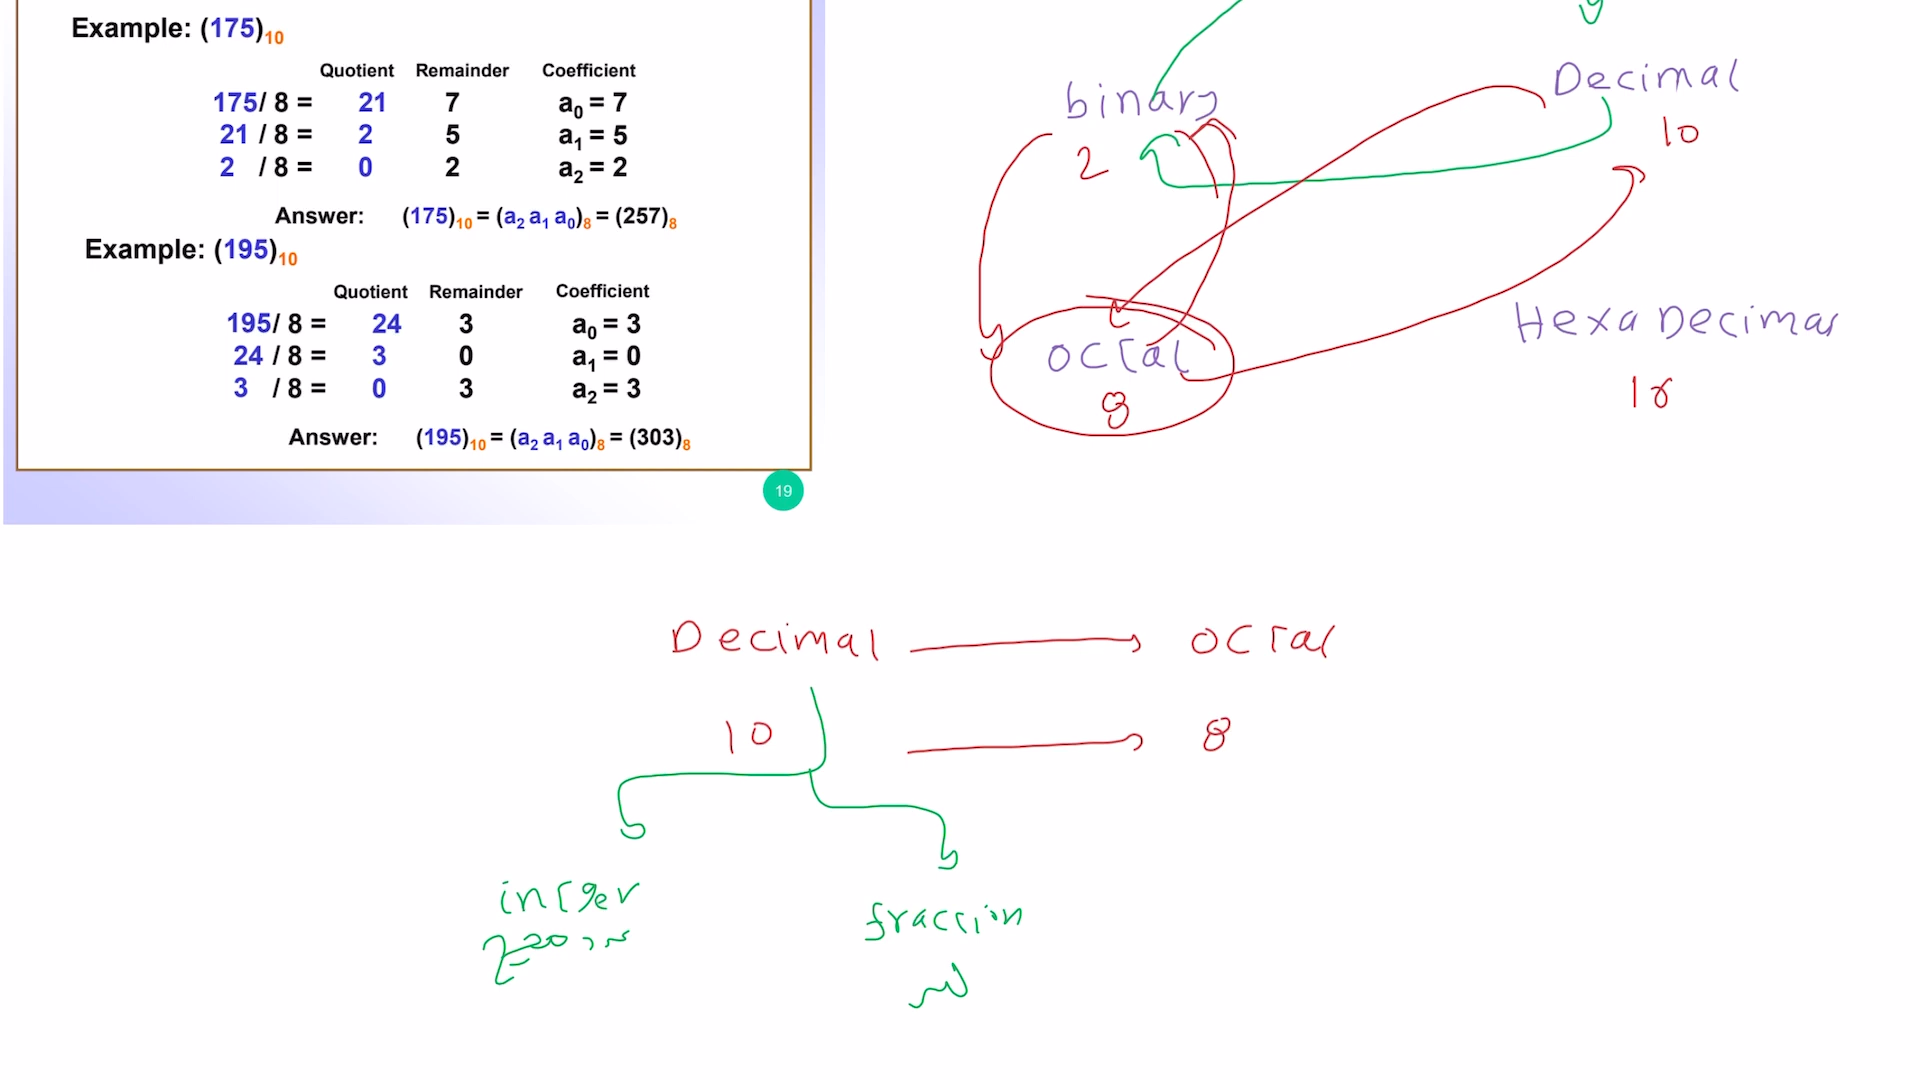 Example: (175)10
Quotient Remainder Coefficient
175/ 8 = 21 7 a0 = 7
21 / 8 = 2 5 a1 = 5
2 / 8 = 0 2 a2 = 2
Answer: (175)10 = (a2 a1 a0)8 = (257)8
Example: (195)10
Quotient Remainder Coefficient
195/ 8 = 24 3 a0 = 3
24 / 8 = 3 0 a1 = 0
3 / 8 = 0 3 a2 = 3
Answer: (195)10 = (a2 a1 a0)8 = (303)8
19
binary
2
Decimal
10
octal
8
Hexa Decimal
16
Decimal octal
10 8
intger
fraction